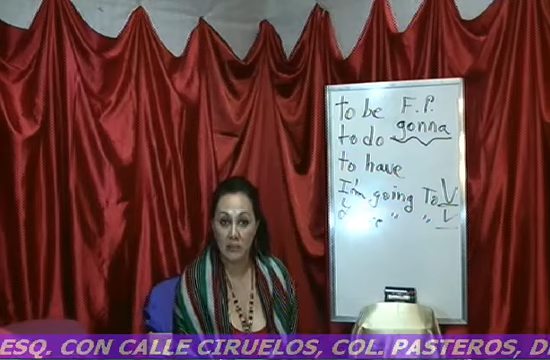 to be F.P.
to do gonna
to have
I'm going To V
" " V
ESQ. CON CALLE CIRUELOS, COL. PASTEROS, D